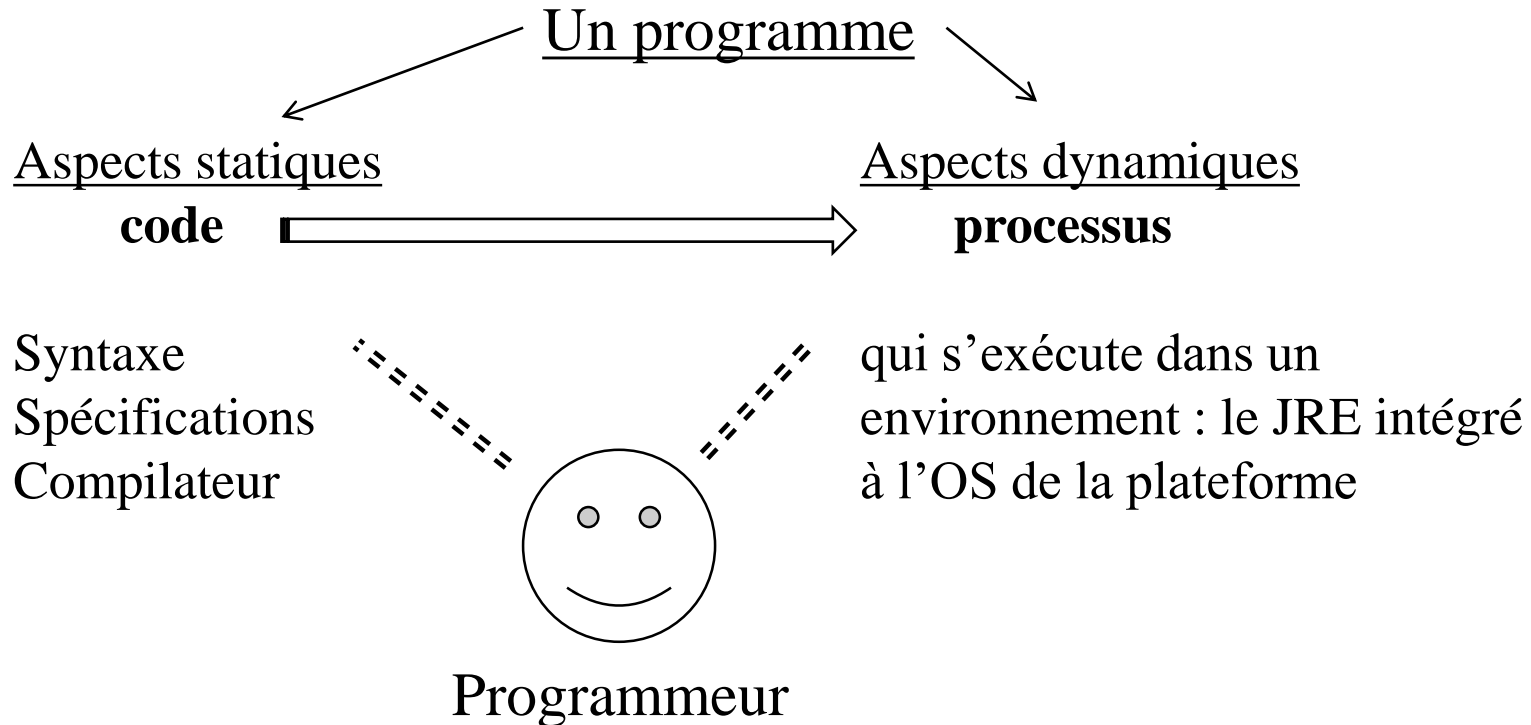 Un programme
Aspects statiques
code
Syntaxe
Spécifications
Compilateur
Aspects dynamiques
processus
qui s’exécute dans un
environnement : le JRE intégré
à l’OS de la plateforme
Programmeur